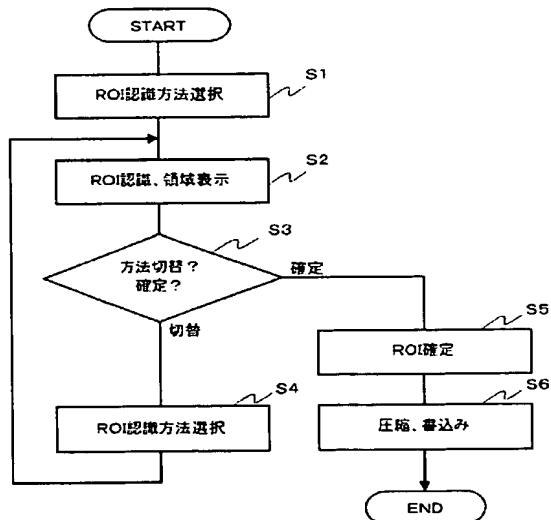 START
S1
ROI認識方法選択
S2
ROI認識、領域表示
S3
方法切替？
確定？
確定
切替
S4
ROI認識方法選択
S5
ROI確定
S6
圧縮、書込み
END